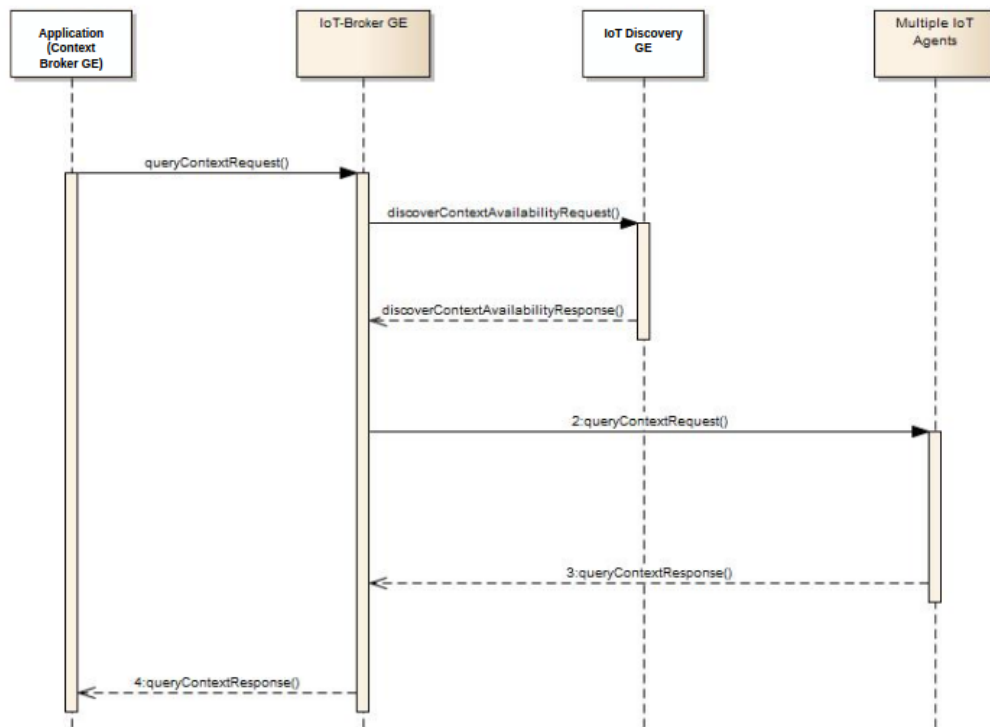 Application
(Context
Broker GE)
IoT-Broker GE
IoT Discovery
GE
Multiple IoT
Agents
queryContextRequest()
discoverContextAvailabilityRequest()
discoverContextAvailabilityResponse()
2:queryContextRequest()
3:queryContextResponse()
4:queryContextResponse()